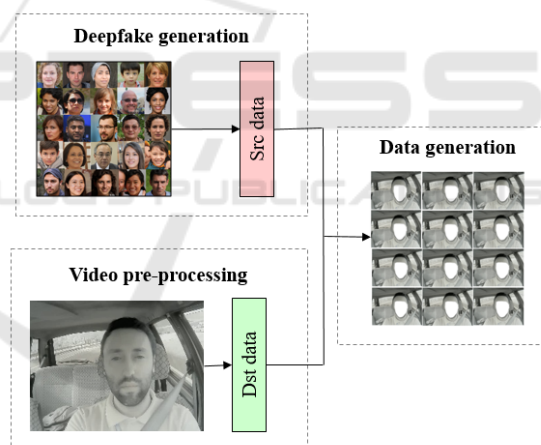 Deepfake generation
Src data
Data generation
Video pre-processing
Dst data